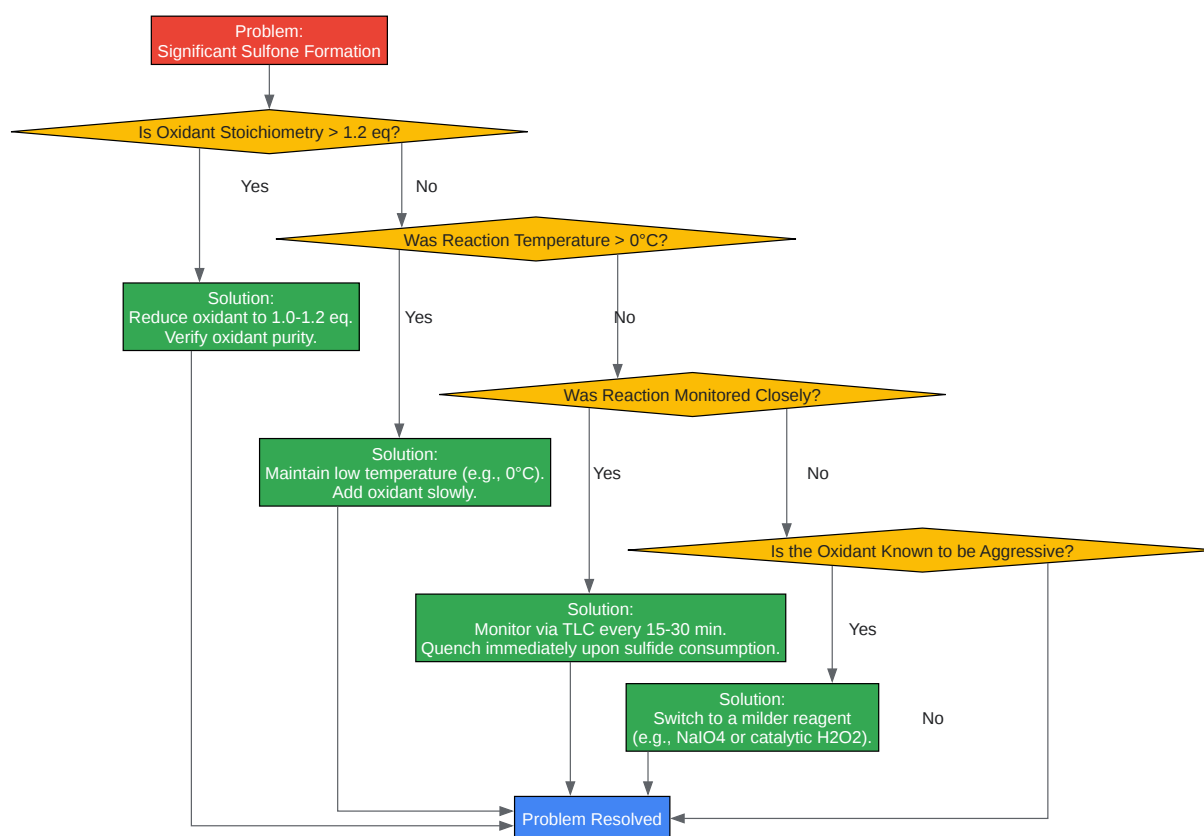 Problem:
Significant Sulfone Formation
Is Oxidant Stoichiometry > 1.2 eq?
Yes
No
Was Reaction Temperature > 0°C?
Solution:
Reduce oxidant to 1.0-1.2 eq.
Verify oxidant purity.
Yes
No
Was Reaction Monitored Closely?
Solution:
Maintain low temperature (e.g., 0°C).
Add oxidant slowly.
Yes
No
Is the Oxidant Known to be Aggressive?
Solution:
Monitor via TLC every 15-30 min.
Quench immediately upon sulfide consumption.
Yes
No
Solution:
Switch to a milder reagent
(e.g., NaIO4 or catalytic H2O2).
Problem Resolved